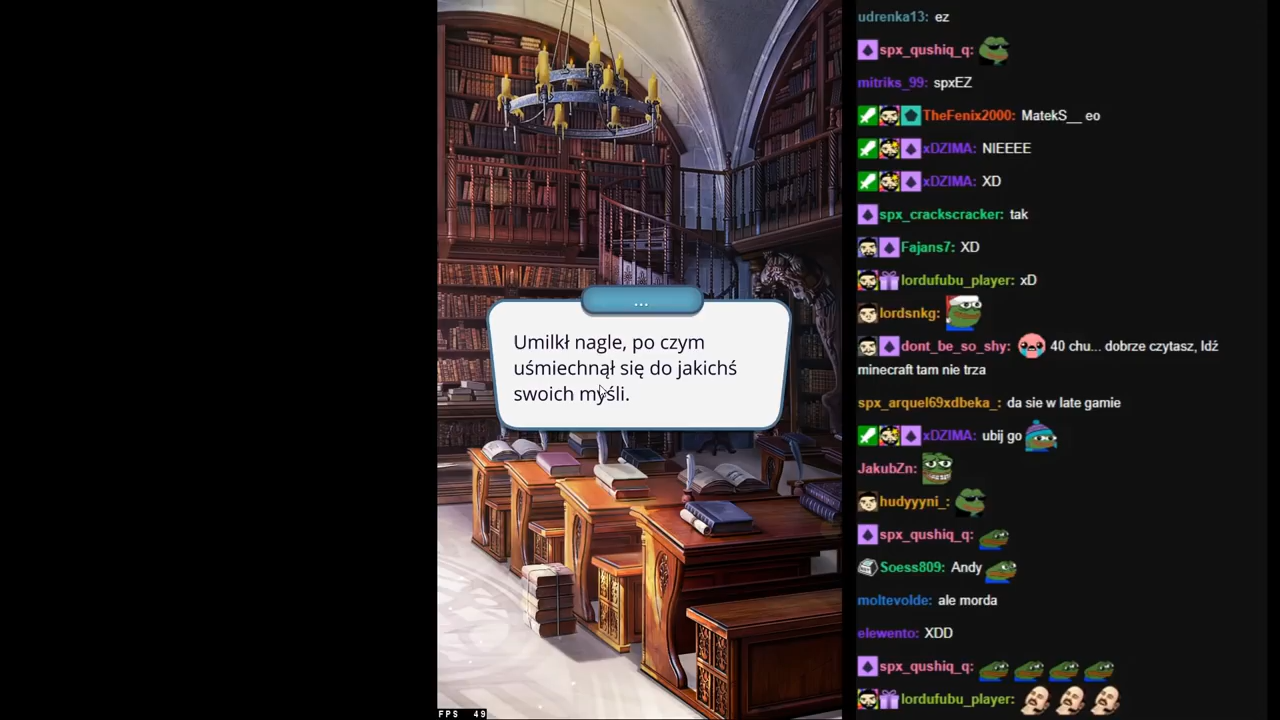 ...
Umilkł nagle, po czym
uśmiechnął się do jakichś
swoich myśli.
FPS 49
udrenka13: ez
spx_qushiq_q:
mitriks_99: spxEZ
TheFenix2000: MatekS__ eo
xDZIMA: NIEEEE
xDZIMA: XD
spx_crackscracker: tak
Fajans7: XD
lordufubu_player: xD
lordsnkg:
dont_be_so_shy: 40 chu... dobrze czytasz, Idź
minecraft tam nie trza
spx_arquel69xdbeka_: da sie w late gamie
xDZIMA: ubij go
JakubZn:
hudyyyni_:
spx_qushiq_q:
Soess809: Andy
moltevolde: ale morda
elewento: XDD
spx_qushiq_q:
lordufubu_player: